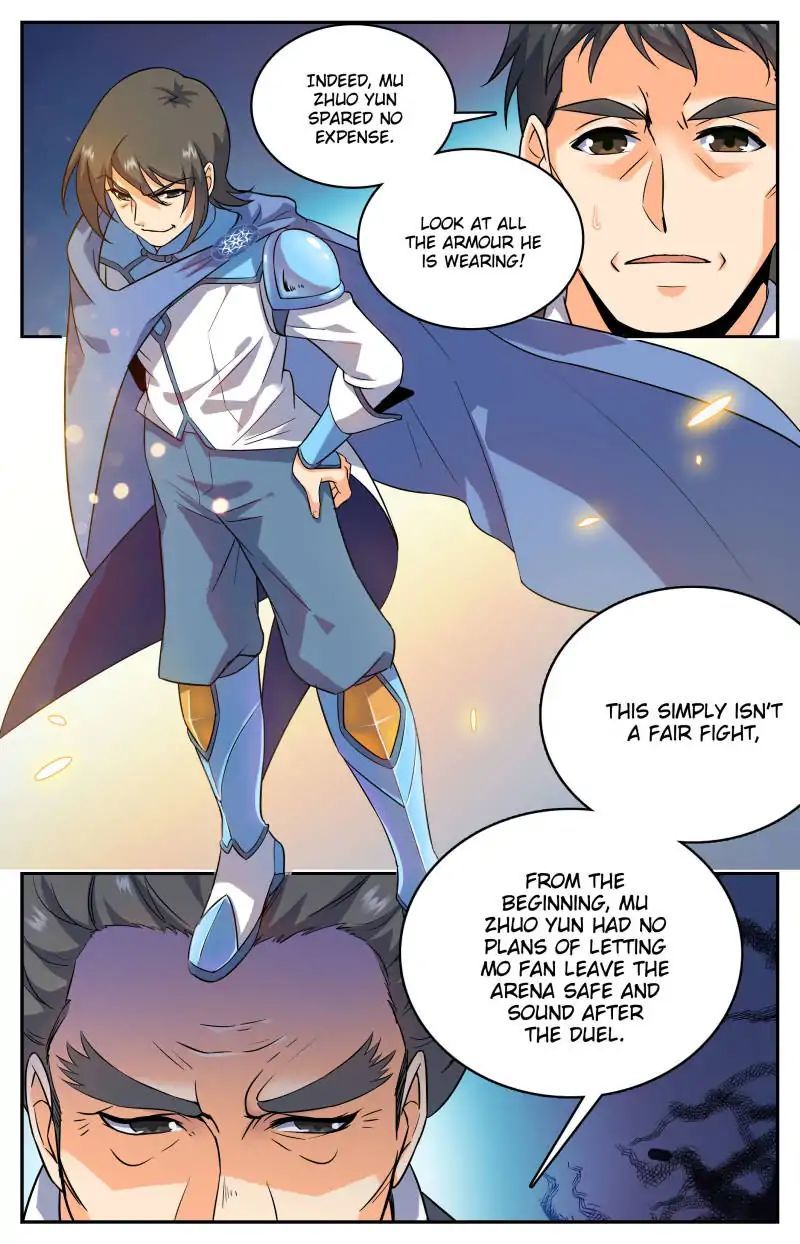 INDEED, MU
ZHUO YUN
SPARED NO
EXPENSE.
LOOK AT ALL
THE ARMOUR HE
IS WEARING!
THIS SIMPLY ISN'T
A FAIR FIGHT,
FROM THE
BEGINNING, MU
ZHUO YUN HAD NO
PLANS OF LETTING
MO FAN LEAVE THE
ARENA SAFE AND
SOUND AFTER
THE DUEL.